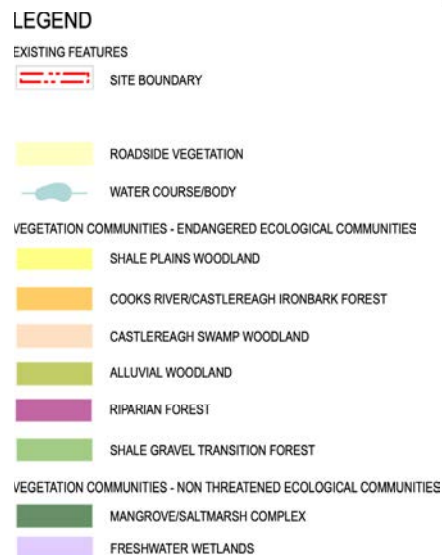 LEGEND
EXISTING FEATURES
SITE BOUNDARY
ROADSIDE VEGETATION
WATER COURSE/BODY
VEGETATION COMMUNITIES - ENDANGERED ECOLOGICAL COMMUNITIES
SHALE PLAINS WOODLAND
COOKS RIVER/CASTLEREAGH IRONBARK FOREST
CASTLEREAGH SWAMP WOODLAND
ALLUVIAL WOODLAND
RIPARIAN FOREST
SHALE GRAVEL TRANSITION FOREST
VEGETATION COMMUNITIES - NON THREATENED ECOLOGICAL COMMUNITIES
MANGROVE/SALTMARSH COMPLEX
FRESHWATER WETLANDS